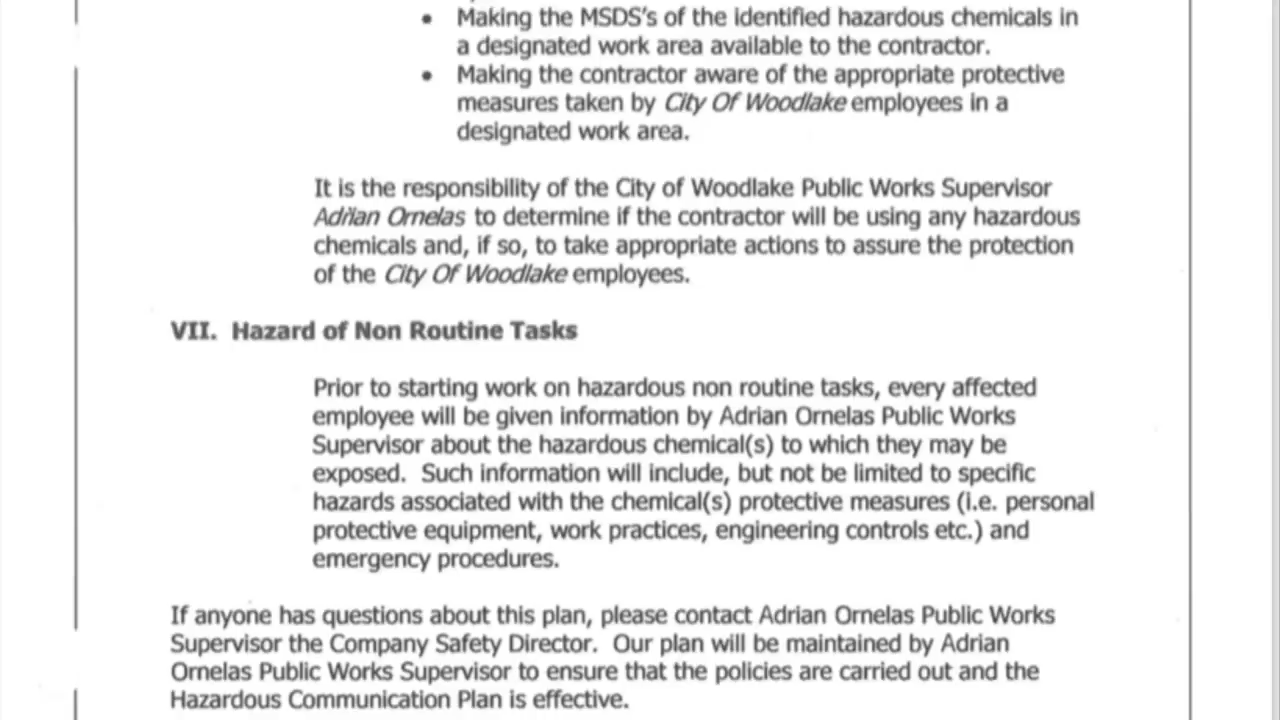 • Making the MSDS's of the identified hazardous chemicals in
a designated work area available to the contractor.
• Making the contractor aware of the appropriate protective
measures taken by City Of Woodlake employees in a
designated work area.
It is the responsibility of the City of Woodlake Public Works Supervisor
Adrian Ornelas to determine if the contractor will be using any hazardous
chemicals and, if so, to take appropriate actions to assure the protection
of the City Of Woodlake employees.
VII. Hazard of Non Routine Tasks
Prior to starting work on hazardous non routine tasks, every affected
employee will be given information by Adrian Ornelas Public Works
Supervisor about the hazardous chemical(s) to which they may be
exposed. Such information will include, but not be limited to specific
hazards associated with the chemical(s) protective measures (i.e. personal
protective equipment, work practices, engineering controls etc.) and
emergency procedures.
If anyone has questions about this plan, please contact Adrian Ornelas Public Works
Supervisor the Company Safety Director. Our plan will be maintained by Adrian
Ornelas Public Works Supervisor to ensure that the policies are carried out and the
Hazardous Communication Plan is effective.